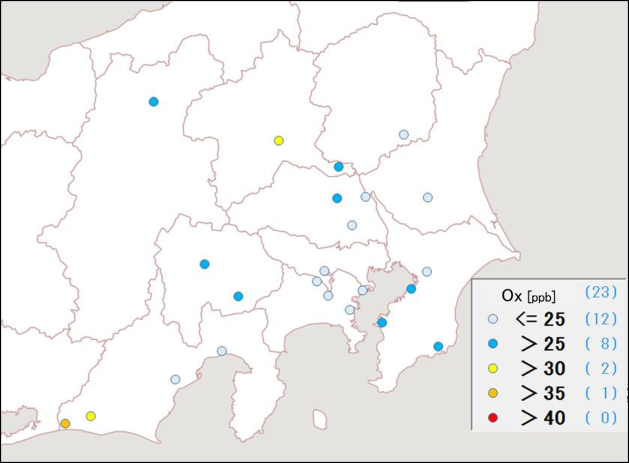 Ox [ppb] (23)
<= 25 (12)
> 25 ( 8)
> 30 ( 2)
> 35 ( 1)
> 40 ( 0)